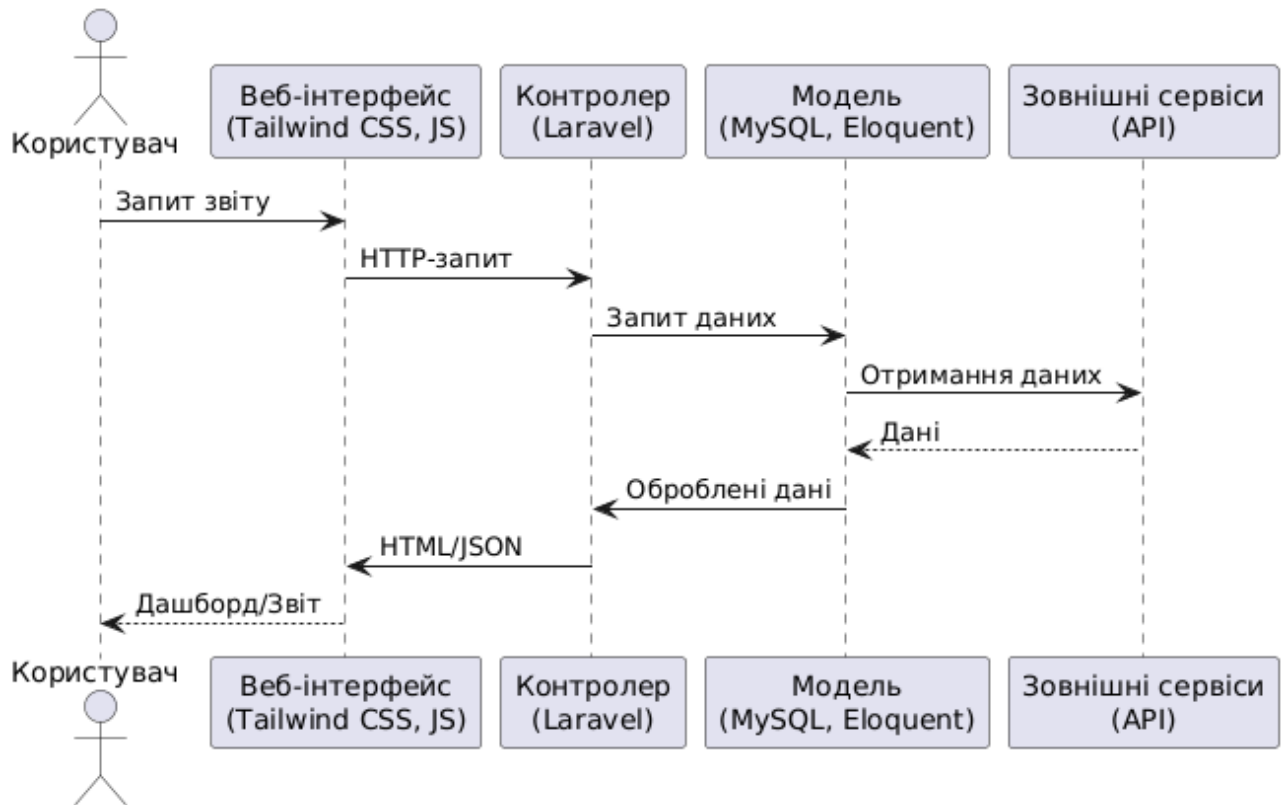 Користувач
Веб-інтерфейс
(Tailwind CSS, JS)
Контролер
(Laravel)
Модель
(MySQL, Eloquent)
Зовнішні сервіси
(API)
Запит звіту
HTTP-запит
Запит даних
Отримання даних
Дані
Оброблені дані
HTML/JSON
Дашборд/Звіт
Користувач
Веб-інтерфейс
(Tailwind CSS, JS)
Контролер
(Laravel)
Модель
(MySQL, Eloquent)
Зовнішні сервіси
(API)